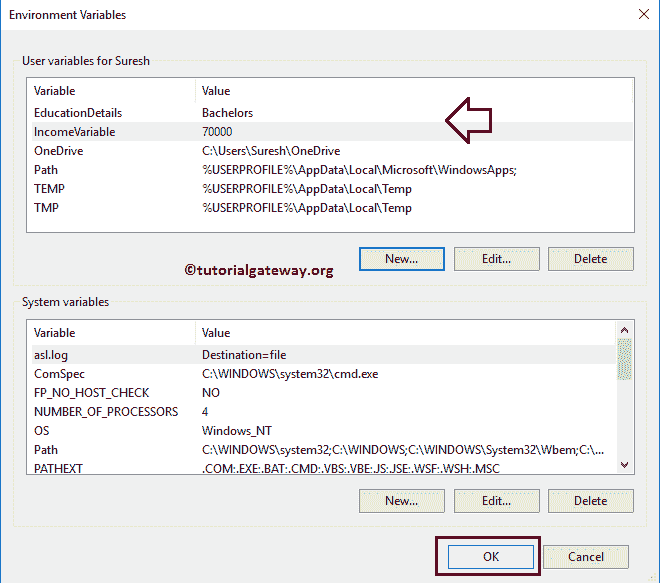 Environment Variables
User variables for Suresh
Variable Value
EducationDetails Bachelors
IncomeVariable 70000
OneDrive C:\Users\Suresh\OneDrive
Path %USERPROFILE%\AppData\Local\Microsoft\WindowsApps;
TEMP %USERPROFILE%\AppData\Local\Temp
TMP %USERPROFILE%\AppData\Local\Temp
New... Edit... Delete
©tutorialgateway.org
System variables
Variable Value
asl.log Destination=file
ComSpec C:\WINDOWS\system32\cmd.exe
FP_NO_HOST_CHECK NO
NUMBER_OF_PROCESSORS 4
OS Windows_NT
Path C:\WINDOWS\system32;C:\WINDOWS;C:\WINDOWS\System32\Wbem;C:\...
PATHEXT .COM;.EXE;.BAT;.CMD;.VBS;.VBE;.JS;.JSE;.WSF;.WSH;.MSC
New... Edit... Delete
OK Cancel